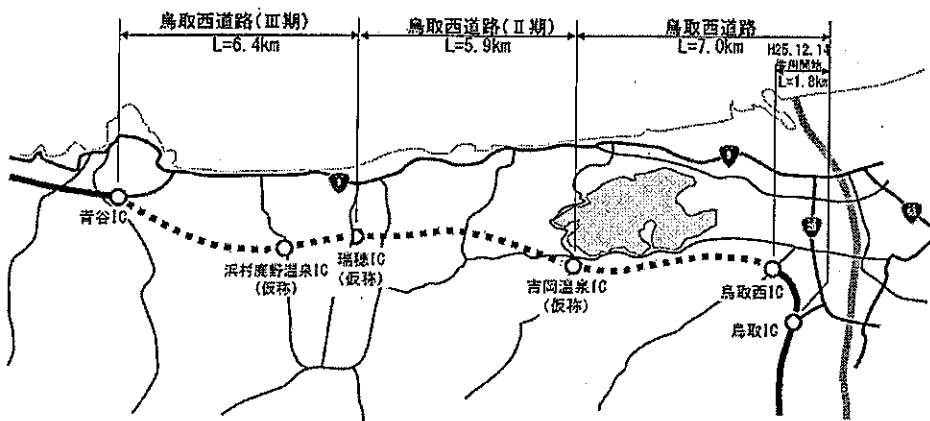 鳥取西道路(Ⅲ期)
L=6.4km
鳥取西道路(Ⅱ期)
L=5.9km
鳥取西道路
L=7.0km
H25.12.14
供用開始
L=1.8km
9
9
29
青谷IC
浜村鹿野温泉IC
(仮称)
瑞穂IC
(仮称)
吉岡温泉IC
(仮称)
鳥取西IC
鳥取IC